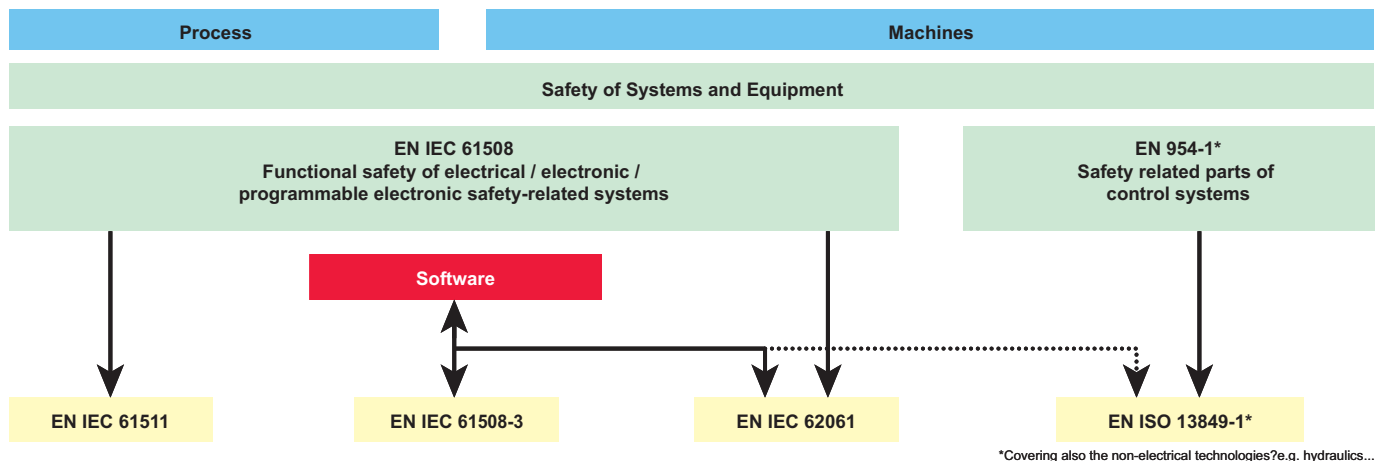 Process
Machines
Safety of Systems and Equipment
EN IEC 61508
Functional safety of electrical / electronic /
programmable electronic safety-related systems
EN 954-1*
Safety related parts of
control systems
Software
EN IEC 61511
EN IEC 61508-3
EN IEC 62061
EN ISO 13849-1*
*Covering also the non-electrical technologies?e.g. hydraulics...